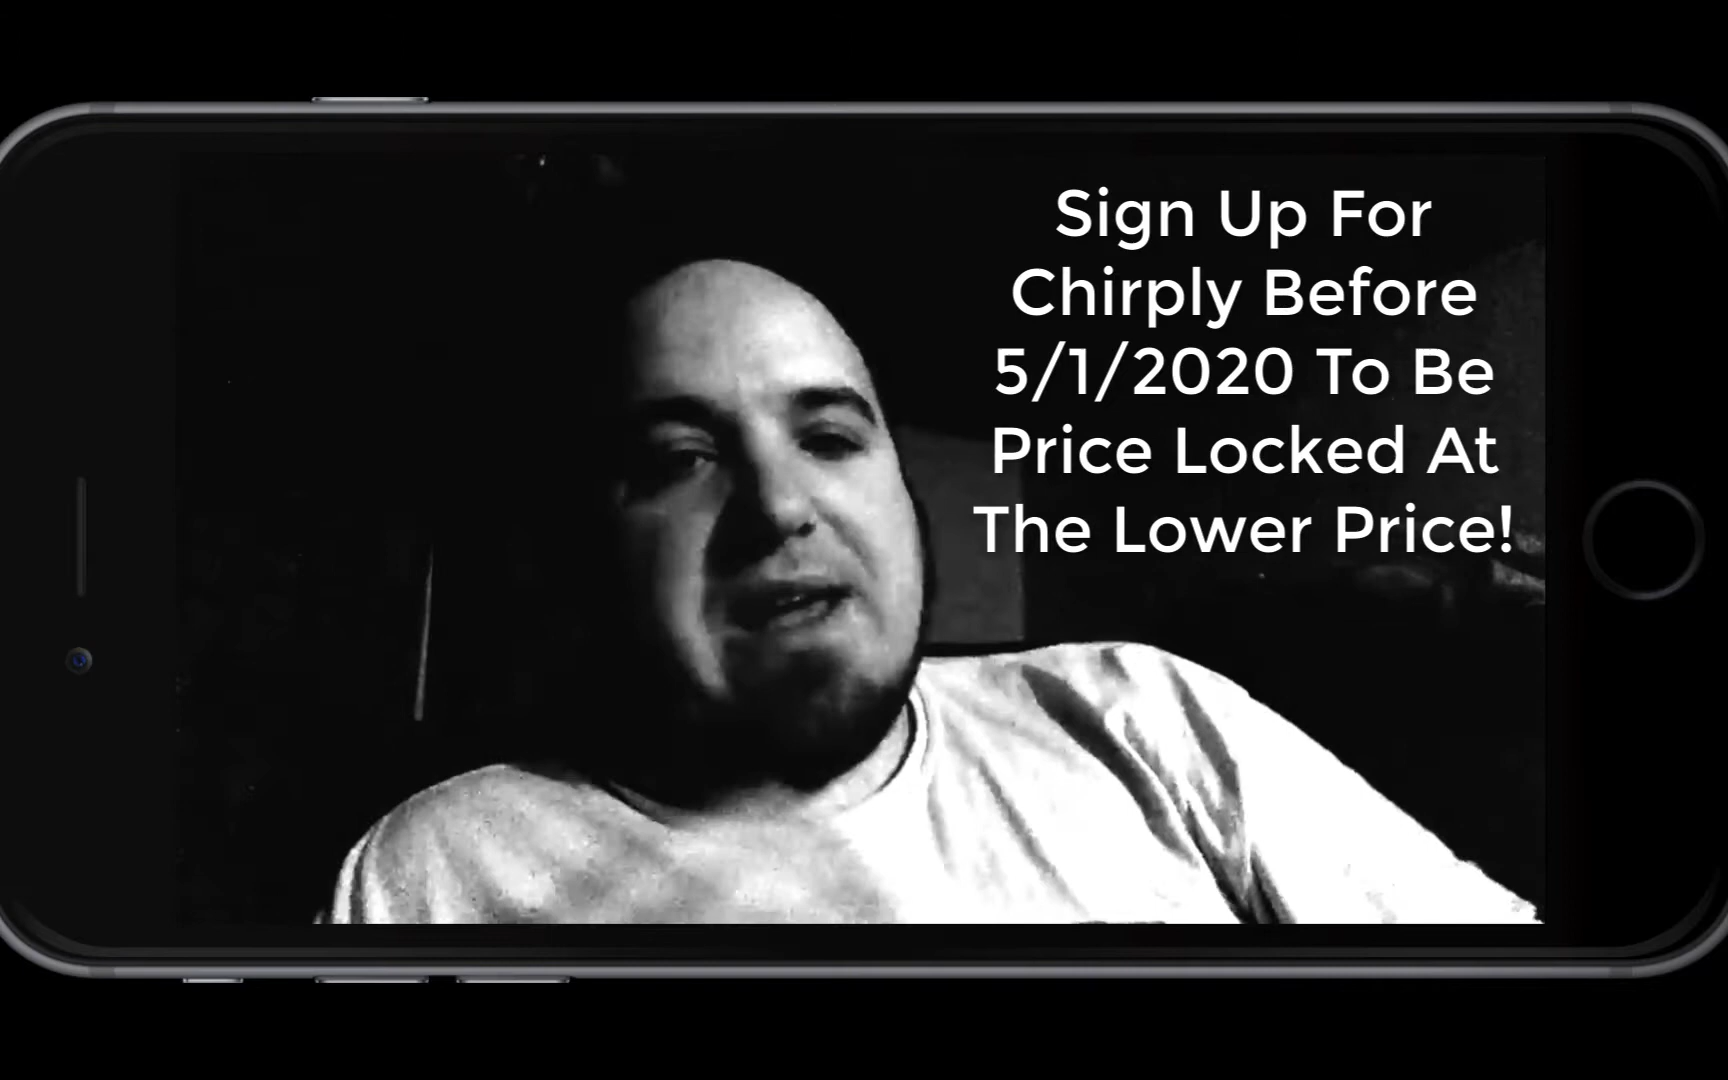 Sign Up For
Chirply Before
5/1/2020 To Be
Price Locked At
The Lower Price!